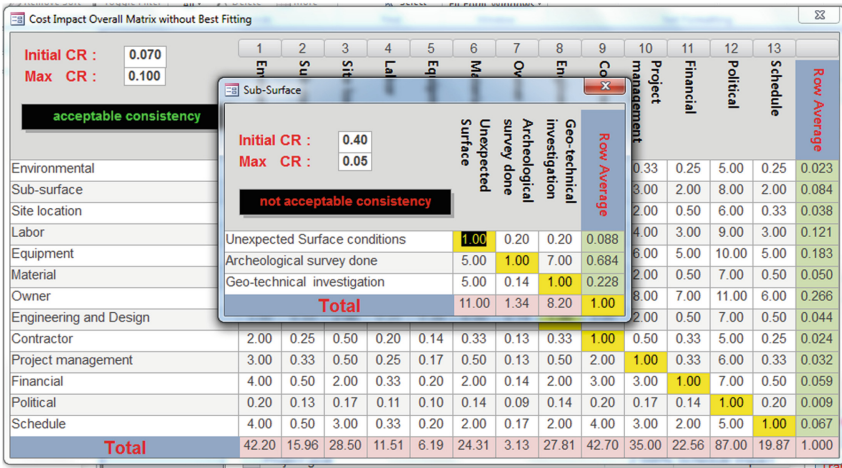 Cost Impact Overall Matrix without Best Fitting
Initial CR : 0.070
Max CR : 0.100
acceptable consistency
1 2 3 4 5 6 7 8 9 10 11 12 13
Project management Financial Political Schedule Row Average
Sub-Surface
Initial CR : 0.40
Max CR : 0.05
not acceptable consistency
Unexpected Surface Archeological survey done Geo-technical investigation Row Average
Unexpected Surface conditions 1.00 0.20 0.20 0.088
Archeological survey done 5.00 1.00 7.00 0.684
Geo-technical investigation 5.00 0.14 1.00 0.228
Total 11.00 1.34 8.20 1.00
Environmental 0.33 0.25 5.00 0.25 0.023
Sub-surface 3.00 2.00 8.00 2.00 0.084
Site location 2.00 0.50 6.00 0.33 0.038
Labor 4.00 3.00 9.00 3.00 0.121
Equipment 6.00 5.00 10.00 5.00 0.183
Material 2.00 0.50 7.00 0.50 0.050
Owner 8.00 7.00 11.00 6.00 0.266
Engineering and Design 2.00 0.50 7.00 0.50 0.044
Contractor 2.00 0.25 0.50 0.20 0.14 0.33 0.13 0.33 1.00 0.50 0.33 5.00 0.25 0.024
Project management 3.00 0.33 0.50 0.25 0.17 0.50 0.13 0.50 2.00 1.00 0.33 6.00 0.33 0.032
Financial 4.00 0.50 2.00 0.33 0.20 2.00 0.14 2.00 3.00 3.00 1.00 7.00 0.50 0.059
Political 0.20 0.13 0.17 0.11 0.10 0.14 0.09 0.14 0.20 0.17 0.14 1.00 0.20 0.009
Schedule 4.00 0.50 3.00 0.33 0.20 2.00 0.17 2.00 4.00 3.00 2.00 5.00 1.00 0.067
Total 42.20 15.96 28.50 11.51 6.19 24.31 3.13 27.81 42.70 35.00 22.56 87.00 19.87 1.000